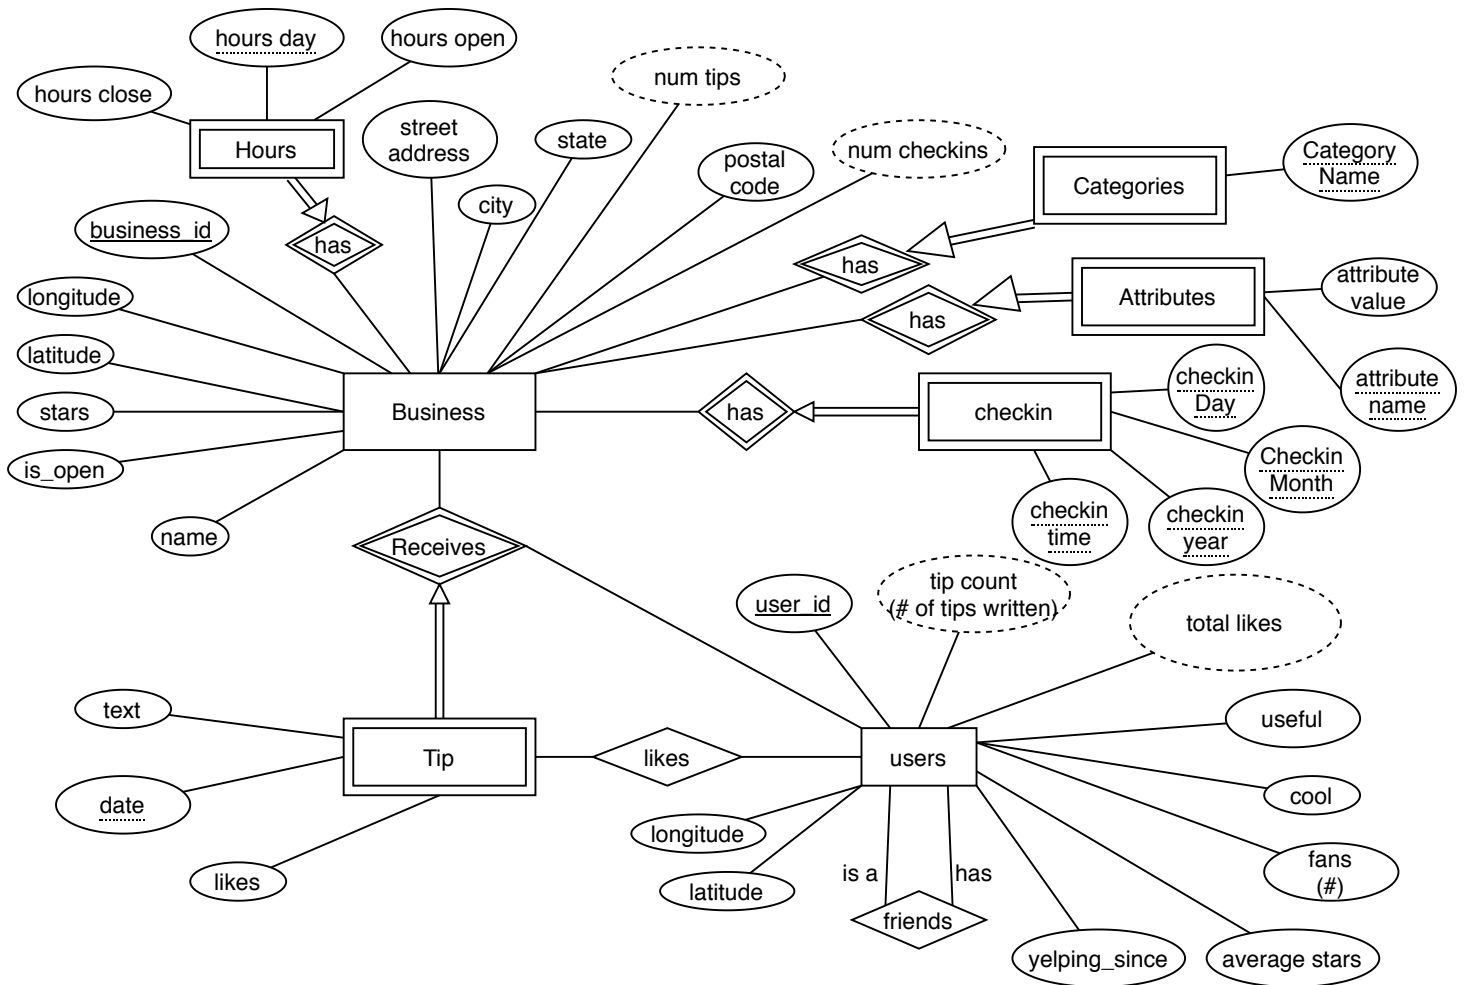 hours day
hours open
hours close
Hours
street
address
state
num tips
postal
code
num checkins
Categories
Category
Name
city
business_id
has
has
longitude
Attributes
attribute
value
has
latitude
stars
Business
has
checkin
checkin
Day
attribute
name
is_open
Checkin
Month
name
checkin
time
checkin
year
Receives
user_id
tip count
(# of tips written)
total likes
text
useful
Tip
likes
users
date
cool
longitude
likes
latitude
is a
has
fans
(#)
friends
yelping_since
average stars